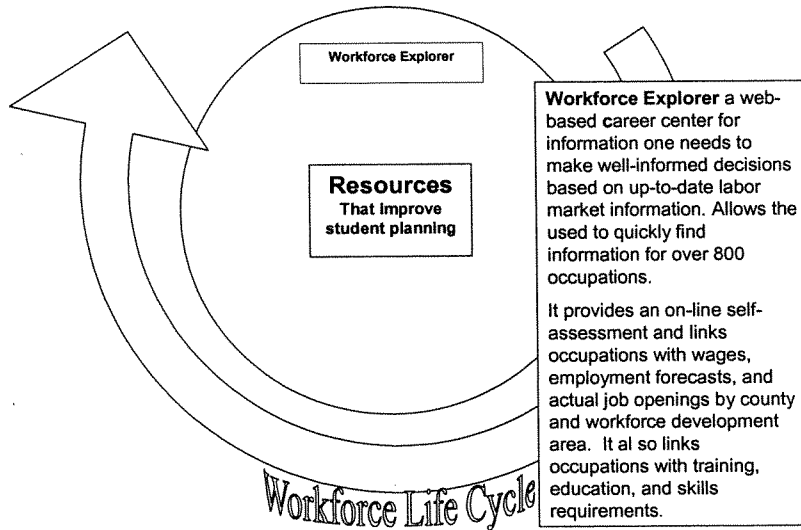 Workforce Explorer
Resources
That Improve
student planning
Workforce Explorer a web-
based career center for
information one needs to
make well-informed decisions
based on up-to-date labor
market information. Allows the
used to quickly find
information for over 800
occupations.
It provides an on-line self-
assessment and links
occupations with wages,
employment forecasts, and
actual job openings by county
and workforce development
area. It al so links
occupations with training,
education, and skills
requirements.
Workforce Life Cycle